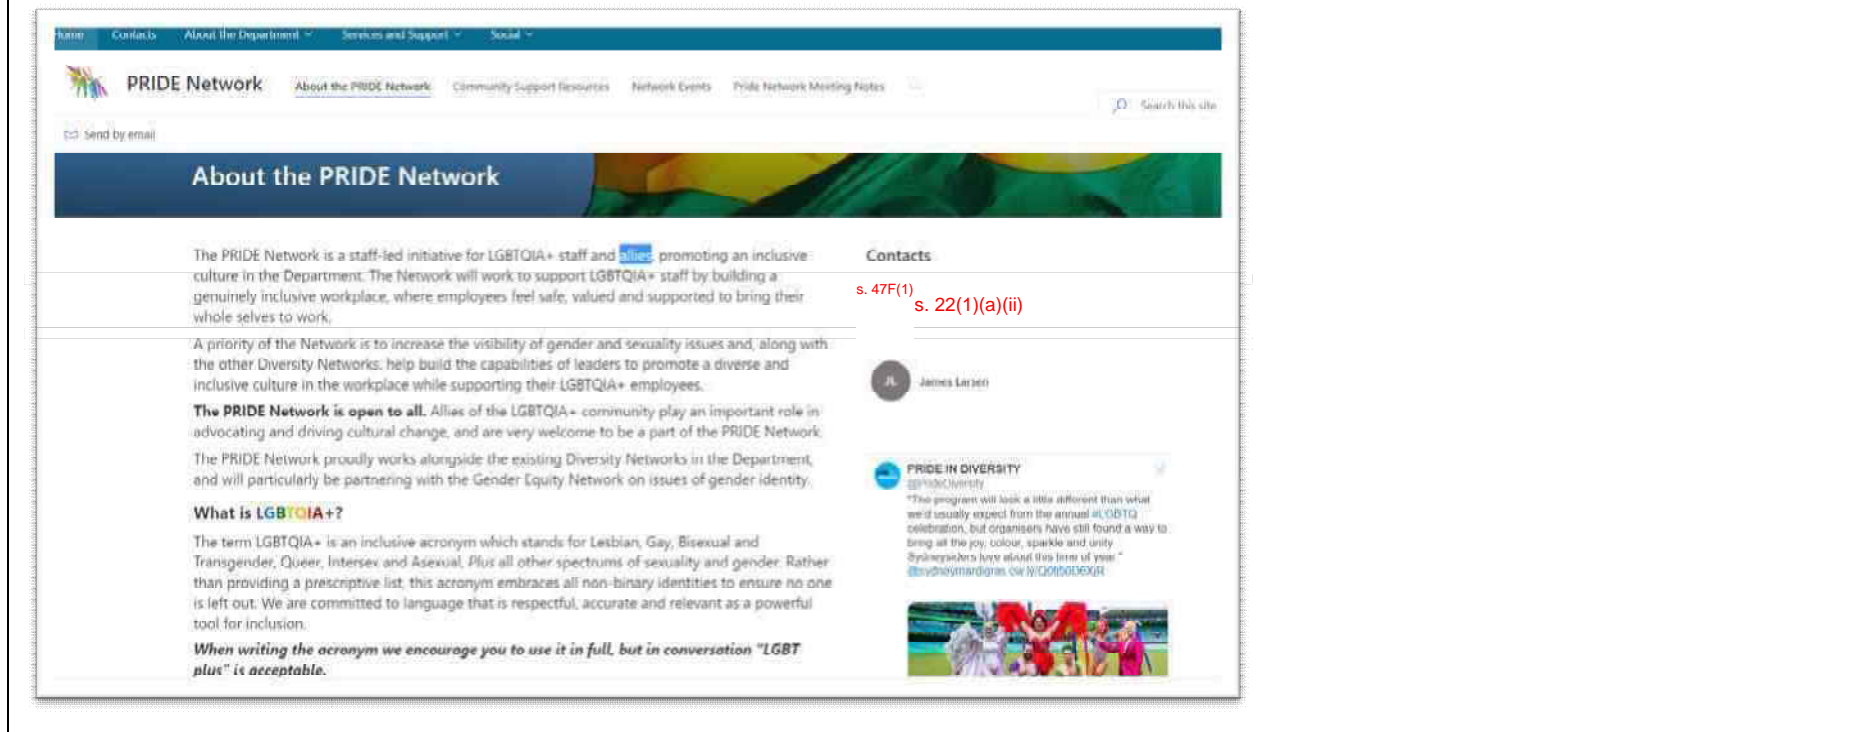 Home Contacts About the Department Services and Support Social
PRIDE Network About the PRIDE Network Community Support Resources Network Events Pride Network Meeting Notes
Search this site
Send by email
About the PRIDE Network
The PRIDE Network is a staff-led initiative for LGBTQIA+ staff and allies, promoting an inclusive
culture in the Department. The Network will work to support LGBTQIA+ staff by building a
genuinely inclusive workplace, where employees feel safe, valued and supported to bring their
whole selves to work.
A priority of the Network is to increase the visibility of gender and sexuality issues and, along with
the other Diversity Networks, help build the capabilities of leaders to promote a diverse and
inclusive culture in the workplace while supporting their LGBTQIA+ employees.
The PRIDE Network is open to all. Allies of the LGBTQIA+ community play an important role in
advocating and driving cultural change, and are very welcome to be a part of the PRIDE Network.
The PRIDE Network proudly works alongside the existing Diversity Networks in the Department,
and will particularly be partnering with the Gender Equity Network on issues of gender identity.
What is LGBTQIA+?
The term LGBTQIA+ is an inclusive acronym which stands for Lesbian, Gay, Bisexual and
Transgender, Queer, Intersex and Asexual, Plus all other spectrums of sexuality and gender. Rather
than providing a prescriptive list, this acronym embraces all non-binary identities to ensure no one
is left out. We are committed to language that is respectful, accurate and relevant as a powerful
tool for inclusion.
When writing the acronym we encourage you to use it in full, but in conversation "LGBT
plus" is acceptable.
Contacts
s. 47F(1)
s. 22(1)(a)(ii)
JL James Larsen
PRIDE IN DIVERSITY
@PrideDiversity
"The program will look a little different than what
we'd usually expect from the annual #LGBTQ
celebration, but organisers have still found a way to
bring all the joy, colour, sparkle and unity
Sydneysiders love about this time of year."
@sydneymardigras